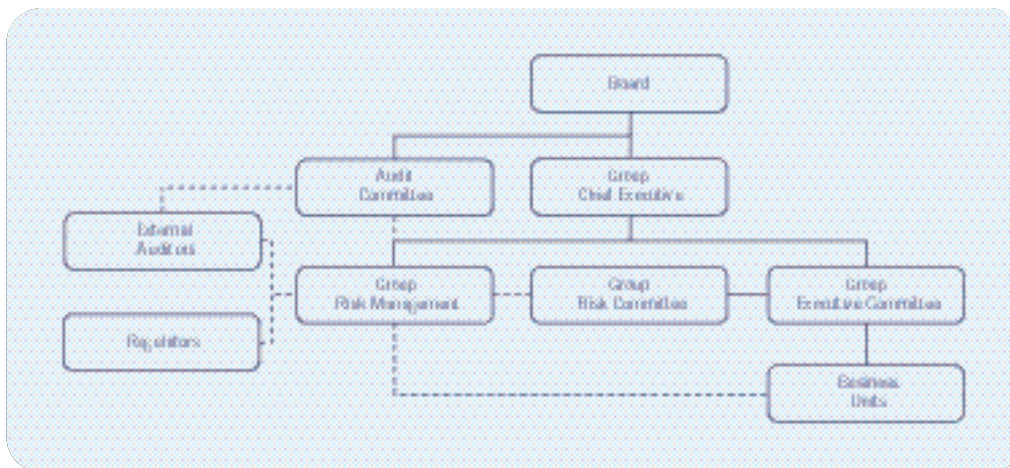 Board
Audit
Committee
Group
Chief Executive
External
Auditors
Group
Risk Management
Group
Risk Committee
Group
Executive Committee
Regulators
Business
Units